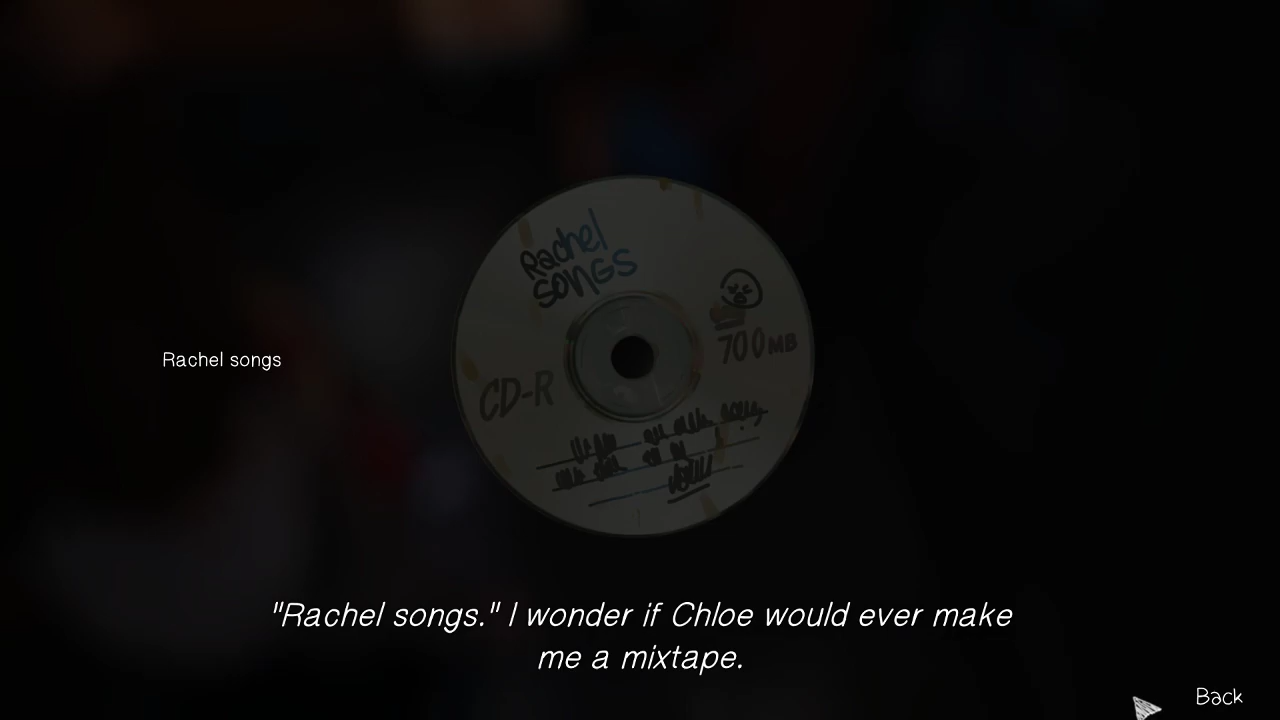 Rachel
SONGS
700MB
Rachel songs
CD-R
"Rachel songs." I wonder if Chloe would ever make
me a mixtape.
Back